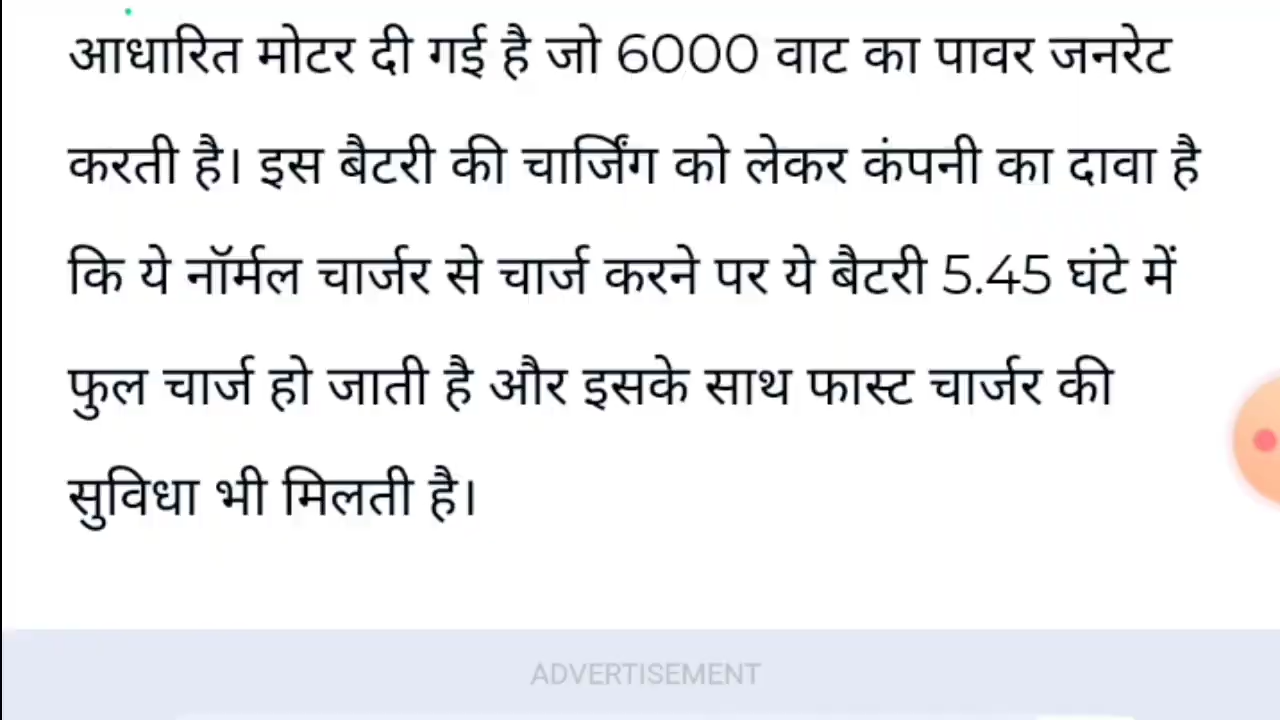 आधारित मोटर दी गई है जो 6000 वाट का पावर जनरेट
करती है। इस बैटरी की चार्जिंग को लेकर कंपनी का दावा है
कि ये नॉर्मल चार्जर से चार्ज करने पर ये बैटरी 5.45 घंटे में
फुल चार्ज हो जाती है और इसके साथ फास्ट चार्जर की
सुविधा भी मिलती है।
ADVERTISEMENT